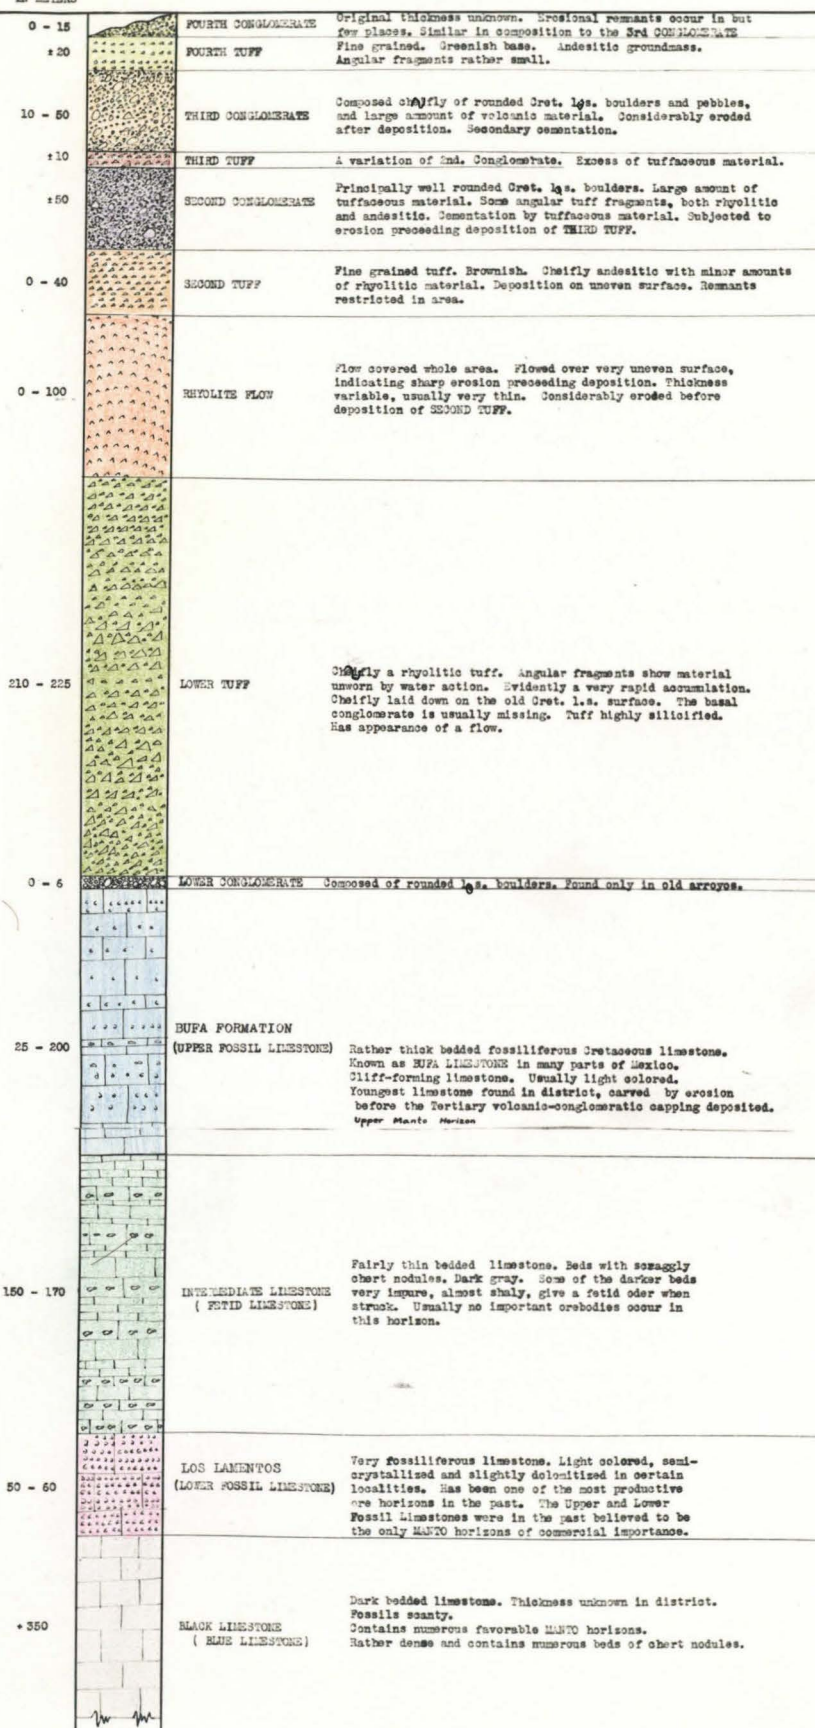 IN METERS
0 - 15
FOURTH CONGLOMERATE
Original thickness unknown. Erosional remnants occur in but
few places. Similar in composition to the 3rd CONGLOMERATE
±20
FOURTH TUFF
Fine grained. Greenish base. Andesitic groundmass.
Angular fragments rather small.
10 - 50
THIRD CONGLOMERATE
Composed chiefly of rounded Cret. l.s. boulders and pebbles,
and large ammount of volcanic material. Considerably eroded
after deposition. Secondary cementation.
±10
THIRD TUFF
A variation of 2nd. Conglomerate. Excess of tuffaceous material.
±50
SECOND CONGLOMERATE
Principally well rounded Cret. l.s. boulders. Large amount of
tuffaceous material. Some angular tuff fragments, both rhyolitic
and andesitic. Cementation by tuffaceous material. Subjected to
erosion preceeding deposition of THIRD TUFF.
0 - 40
SECOND TUFF
Fine grained tuff. Brownish. Cheifly andesitic with minor amounts
of rhyolitic material. Deposition on uneven surface. Remnants
restricted in area.
0 - 100
RHYOLITE FLOW
Flow covered whole area. Flowed over very uneven surface,
indicating sharp erosion preceeding deposition. Thickness
variable, usually very thin. Considerably eroded before
deposition of SECOND TUFF.
210 - 225
LOWER TUFF
Cheifly a rhyolitic tuff. Angular fragments show material
unworn by water action. Evidently a very rapid accumulation.
Cheifly laid down on the old Cret. l.s. surface. The basal
conglomerate is usually missing. Tuff highly silicified.
Has appearance of a flow.
0 - 6
LOWER CONGLOMERATE
Composed of rounded l.s. boulders. Found only in old arroyos.
25 - 200
BUFA FORMATION
(UPPER FOSSIL LIMESTONE)
Rather thick bedded fossiliferous Cretaceous limestone.
Known as BUFA LIMESTONE in many parts of Mexico.
Cliff-forming limestone. Usually light colored.
Youngest limestone found in district, carved by erosion
before the Tertiary volcanic-conglomeratic capping deposited.
Upper Manto Horizon
150 - 170
INTERMEDIATE LIMESTONE
( FETID LIMESTONE)
Fairly thin bedded limestone. Beds with scraggly
chert nodules. Dark gray. Some of the darker beds
very impure, almost shaly, give a fetid oder when
struck. Usually no important orebodies occur in
this horizon.
50 - 60
LOS LAMENTOS
(LOWER FOSSIL LIMESTONE)
Very fossiliferous limestone. Light colored, semi-
crystallized and slightly dolomitized in certain
localities. Has been one of the most productive
ore horizons in the past. The Upper and Lower
Fossil Limestones were in the past believed to be
the only MANTO horizons of commercial importance.
+350
BLACK LIMESTONE
( BLUE LIMESTONE)
Dark bedded limestone. Thickness unknown in district.
Fossils scanty.
Contains numerous favorable MANTO horizons.
Rather dense and contains numerous beds of chert nodules.